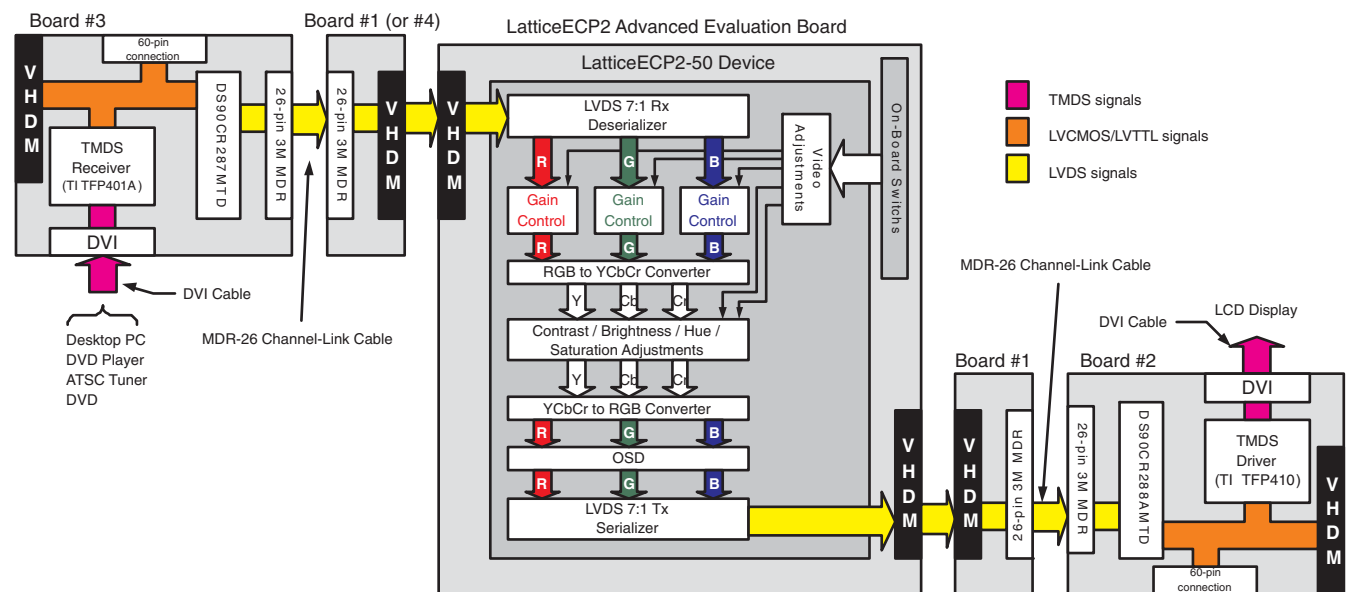 Board #3
60-pin
connection
VHDM
TMDS
Receiver
(TI TFP401A)
DVI
DS90CR287MTD
26-pin 3M MDR
DVI Cable
Desktop PC
DVD Player
ATSC Tuner
DVD
MDR-26 Channel-Link Cable
Board #1 (or #4)
26-pin 3M MDR
VHDM
LatticeECP2 Advanced Evaluation Board
VHDM
LatticeECP2-50 Device
LVDS 7:1 Rx
Deserializer
R G B
Gain
Control
Gain
Control
Gain
Control
R G B
RGB to YCbCr Converter
Y Cb Cr
Contrast / Brightness / Hue /
Saturation Adjustments
Y Cb Cr
YCbCr to RGB Converter
R G B
OSD
R G B
LVDS 7:1 Tx
Serializer
Video
Adjustments
On-Board Switchs
VHDM
TMDS signals
LVCMOS/LVTTL signals
LVDS signals
MDR-26 Channel-Link Cable
Board #1
VHDM
26-pin 3M MDR
Board #2
26-pin 3M MDR
DS90CR288AMTD
DVI Cable
LCD Display
DVI
TMDS
Driver
(TI TFP410)
VHDM
60-pin
connection